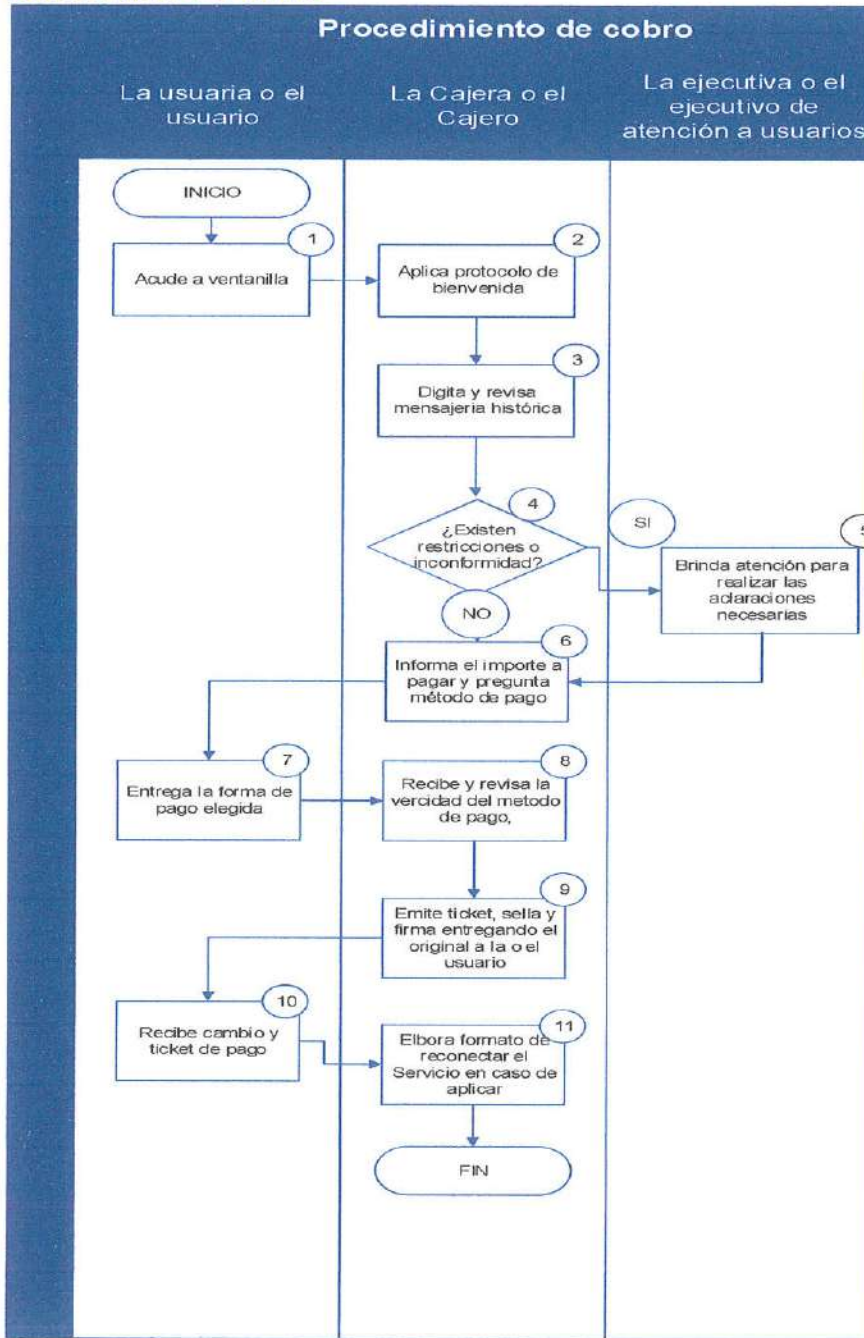 Procedimiento de cobro
La usuaria o el
usuario
La Cajera o el
Cajero
La ejecutiva o el
ejecutivo de
atención a usuarios
INICIO
1
Acude a ventanilla
2
Aplica protocolo de
bienvenida
3
Digita y revisa
mensajeria histórica
4
¿Existen
restricciones o
inconformidad?
SI
5
Brinda atención para
realizar las
aclaraciones
necesarias
NO
6
Informa el importe a
pagar y pregunta
método de pago
7
Entrega la forma de
pago elegida
8
Recibe y revisa la
vercidad del metodo
de pago,
9
Emite ticket, sella y
firma entregando el
original a la o el
usuario
10
Recibe cambio y
ticket de pago
11
Elbora formato de
reconectar el
Servicio en caso de
aplicar
FIN